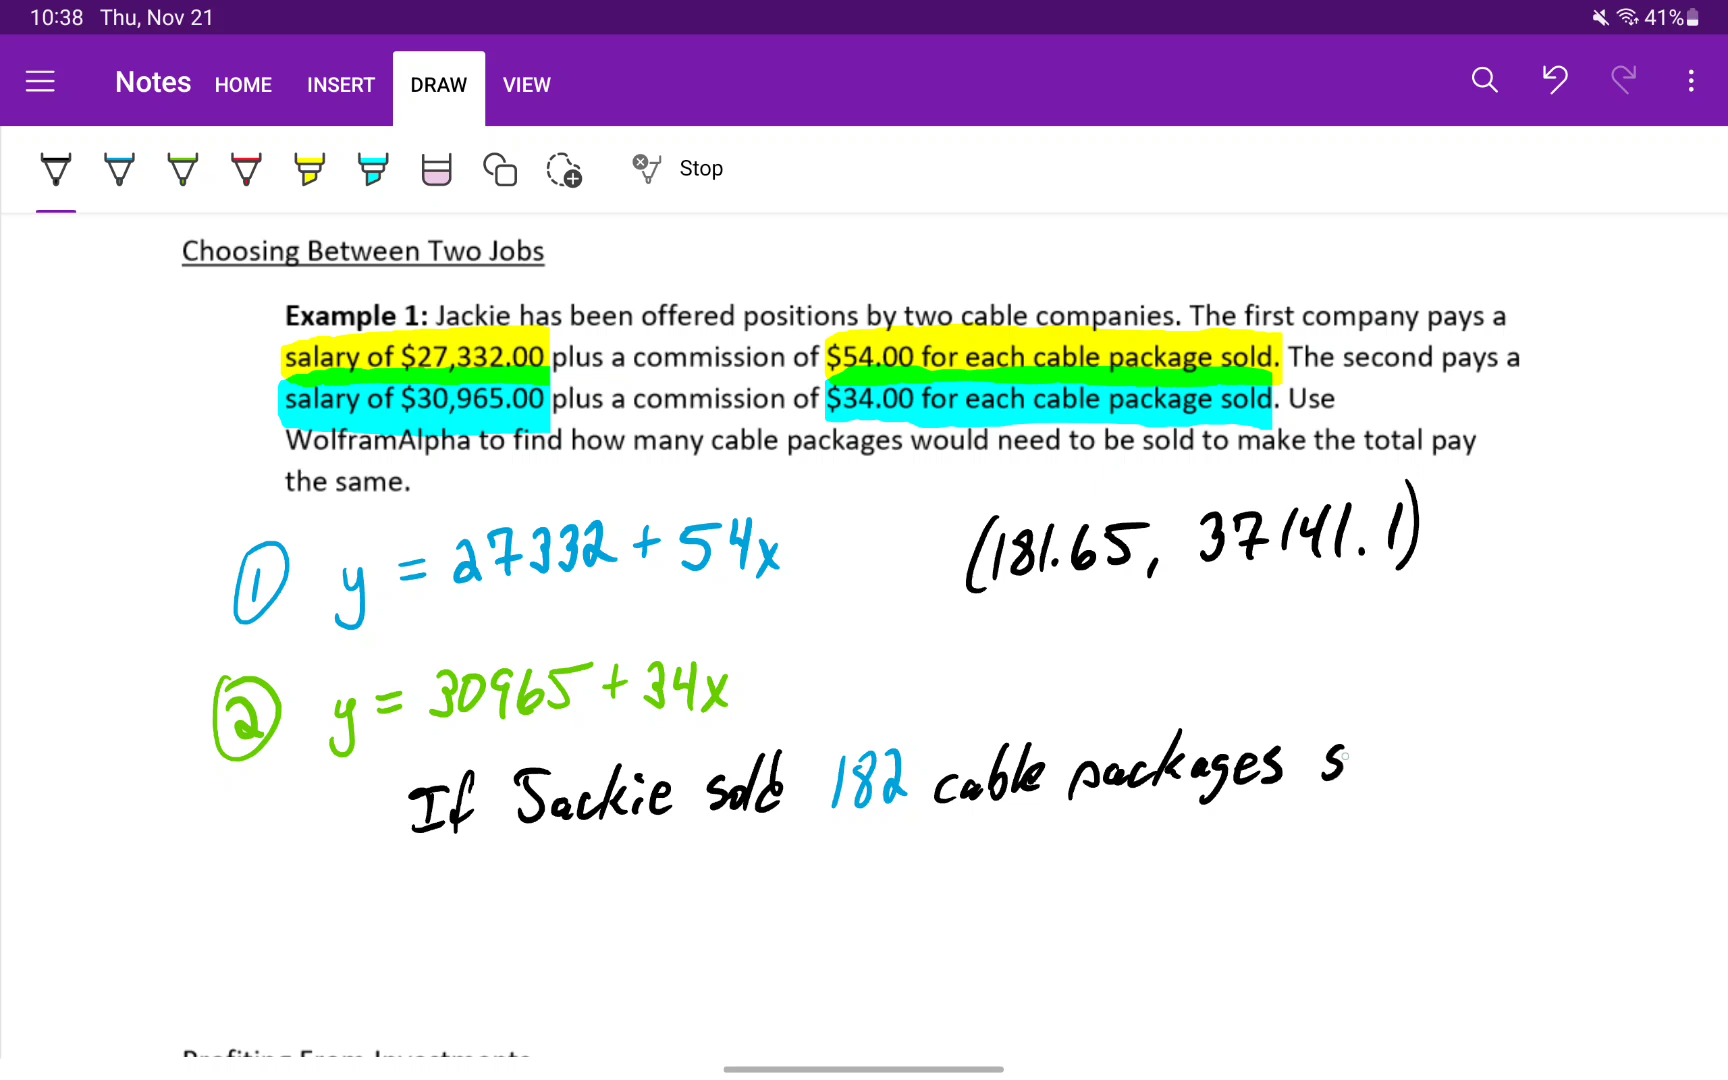 10:38 Thu, Nov 21 41%
Notes HOME INSERT DRAW VIEW
Stop
Choosing Between Two Jobs
Example 1: Jackie has been offered positions by two cable companies. The first company pays a
salary of $27,332.00 plus a commission of $54.00 for each cable package sold. The second pays a
salary of $30,965.00 plus a commission of $34.00 for each cable package sold. Use
WolframAlpha to find how many cable packages would need to be sold to make the total pay
the same.
① y = 27332 + 54x (181.65, 37141.1)
② y = 30965 + 34x
If Jackie sold 182 cable packages s
Profiting From Investments